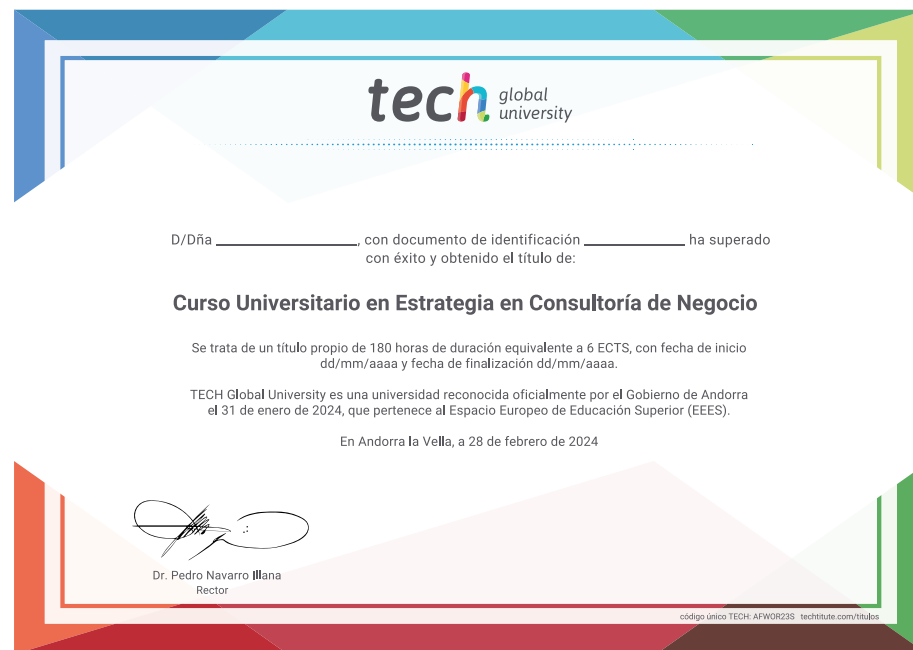 tech global university
D/Dña ______________, con documento de identificación __________ ha superado
con éxito y obtenido el título de:
Curso Universitario en Estrategia en Consultoría de Negocio
Se trata de un título propio de 180 horas de duración equivalente a 6 ECTS, con fecha de inicio
dd/mm/aaaa y fecha de finalización dd/mm/aaaa.
TECH Global University es una universidad reconocida oficialmente por el Gobierno de Andorra
el 31 de enero de 2024, que pertenece al Espacio Europeo de Educación Superior (EEES).
En Andorra la Vella, a 28 de febrero de 2024
Dr. Pedro Navarro Illana
Rector
código único TECH: AFWOR23S techtitute.com/titulos